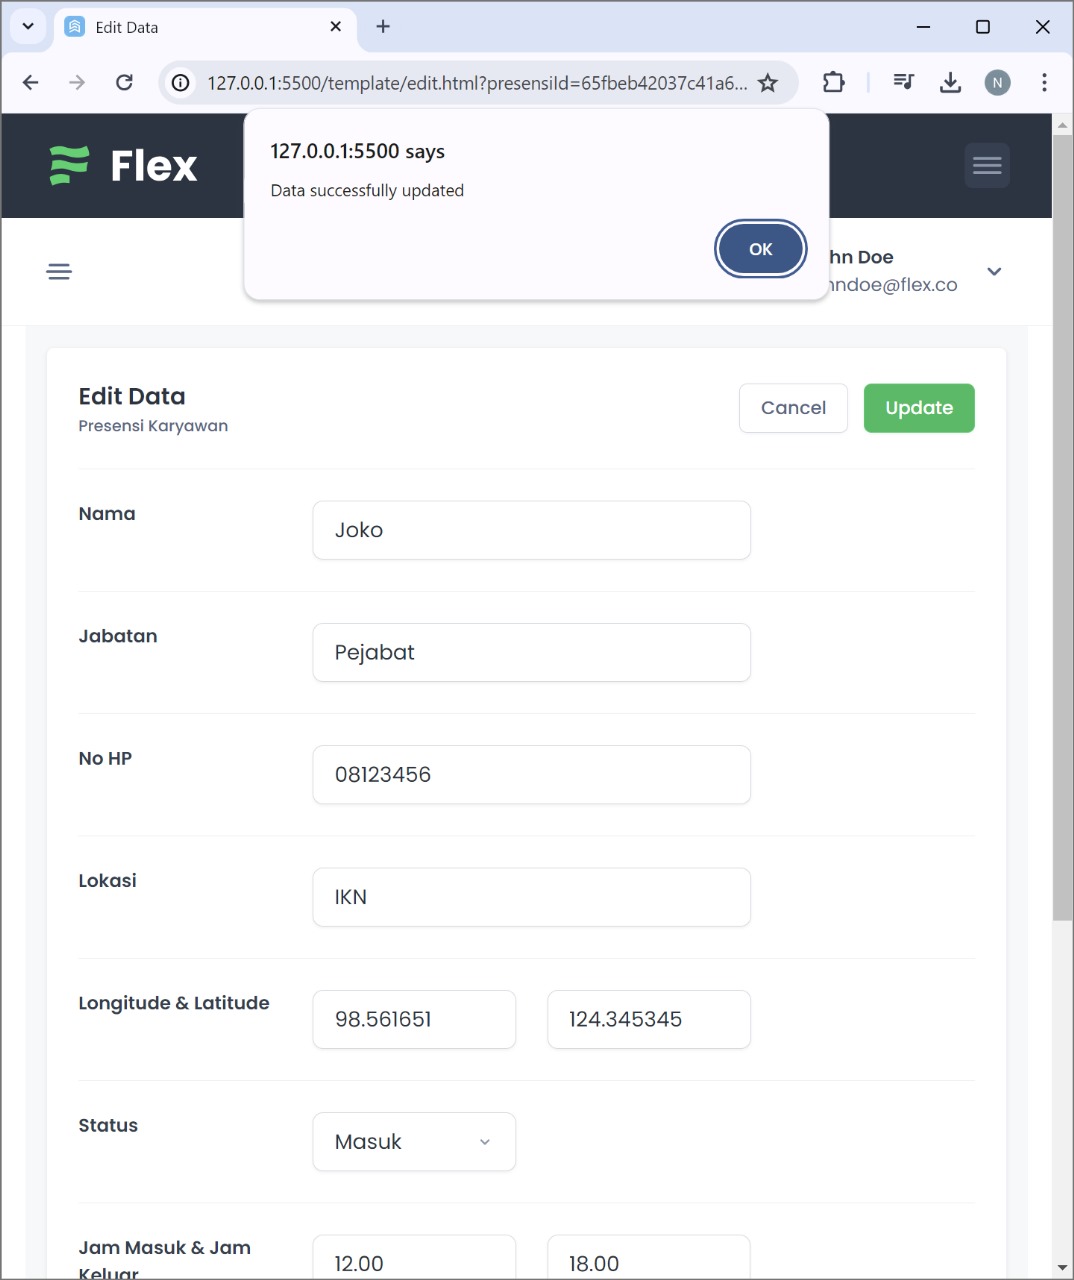 Edit Data
127.0.0.1:5500/template/edit.html?presensiId=65fbeb42037c41a6...
N
127.0.0.1:5500 says
Data successfully updated
OK
Flex
hn Doe
ndoe@flex.co
Edit Data
Presensi Karyawan
Cancel
Update
Nama
Joko
Jabatan
Pejabat
No HP
08123456
Lokasi
IKN
Longitude & Latitude
98.561651
124.345345
Status
Masuk
Jam Masuk & Jam
Keluar
12.00
18.00